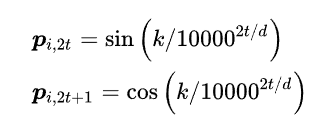 p_{i,2t} = sin(k/10000^{2t/d})
p_{i,2t+1} = cos(k/10000^{2t/d})